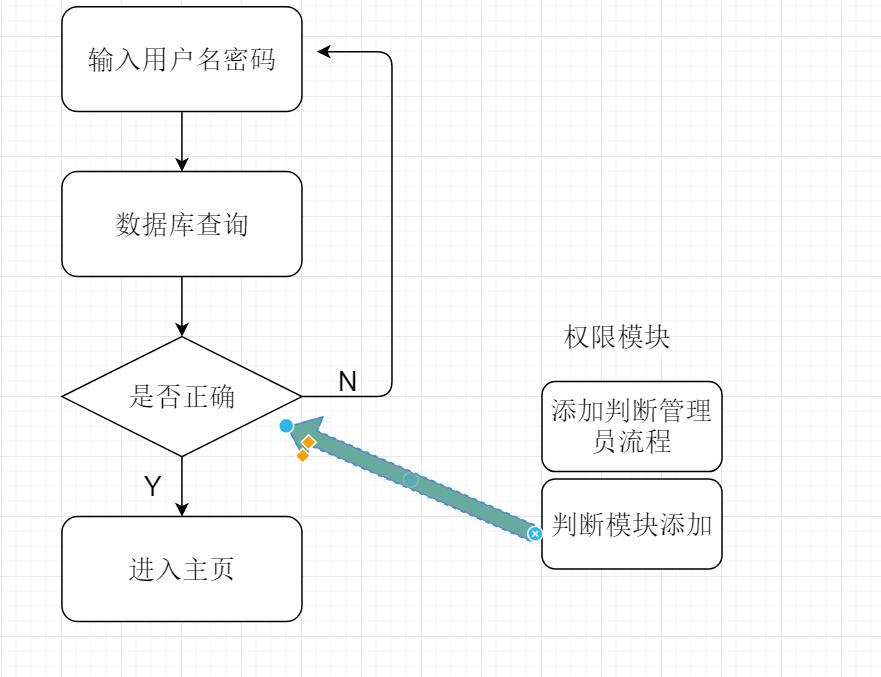 输入用户名密码
数据库查询
是否正确
N
Y
进入主页
权限模块
添加判断管理
员流程
判断模块添加